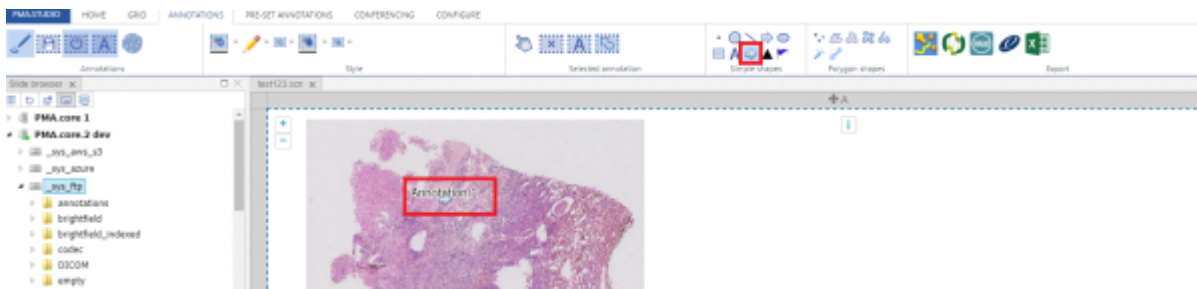 PMA.STUDIO HOME GRID ANNOTATIONS PRE-SET ANNOTATIONS CONFERENCING CONFIGURE
Annotations Style Selected annotation Simple shapes Polygon shapes Export
Slide browser test123.scn
A
PMA.core 1
PMA.core.2 dev
_sys_aws_s3
_sys_azure
_sys_ftp
annotations
brightfield
brightfield_indexed
codec
DICOM
empty
Annotation 1